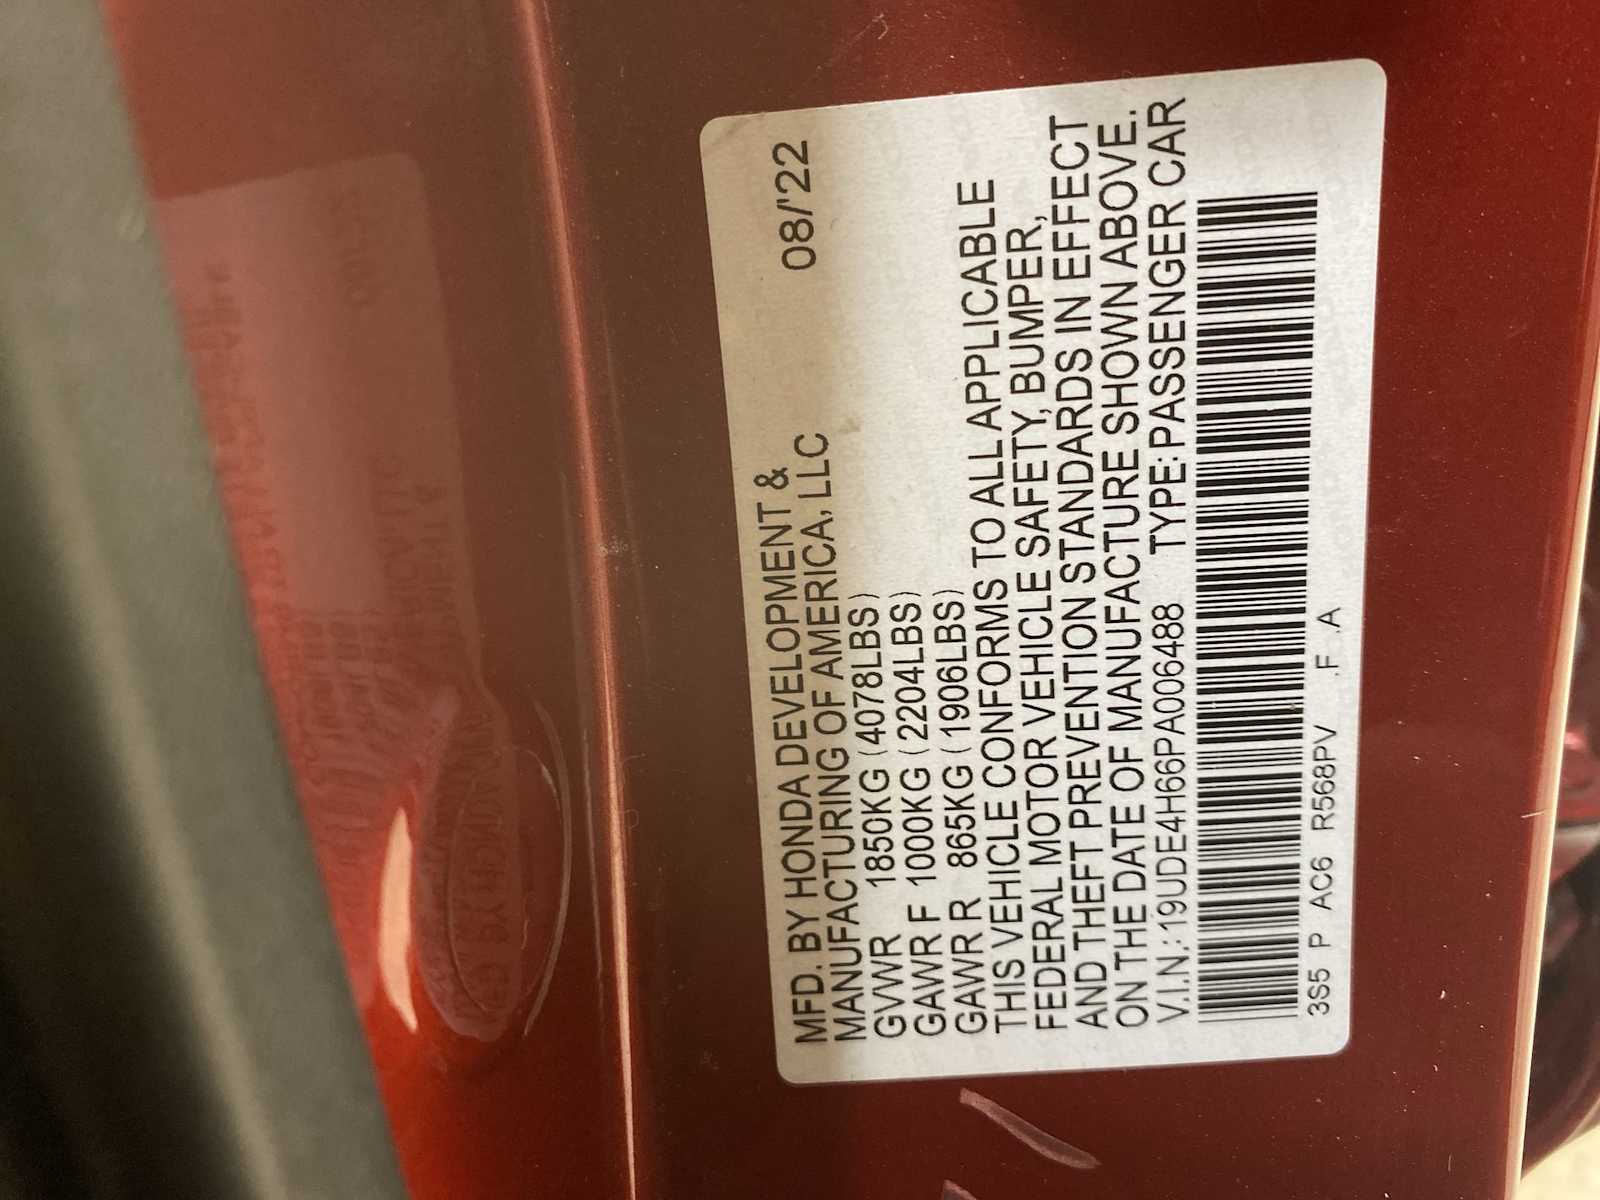 MFD. BY HONDA DEVELOPMENT &
MANUFACTURING OF AMERICA, LLC 08/'22
GVWR 1850KG (4078LBS)
GAWR F 1000KG (2204LBS)
GAWR R 865KG (1906LBS)
THIS VEHICLE CONFORMS TO ALL APPLICABLE
FEDERAL MOTOR VEHICLE SAFETY, BUMPER,
AND THEFT PREVENTION STANDARDS IN EFFECT
ON THE DATE OF MANUFACTURE SHOWN ABOVE.
V.I.N.: 19UDE4H66PA006488 TYPE: PASSENGER CAR
3S5 P AC6 R568PV .F .A